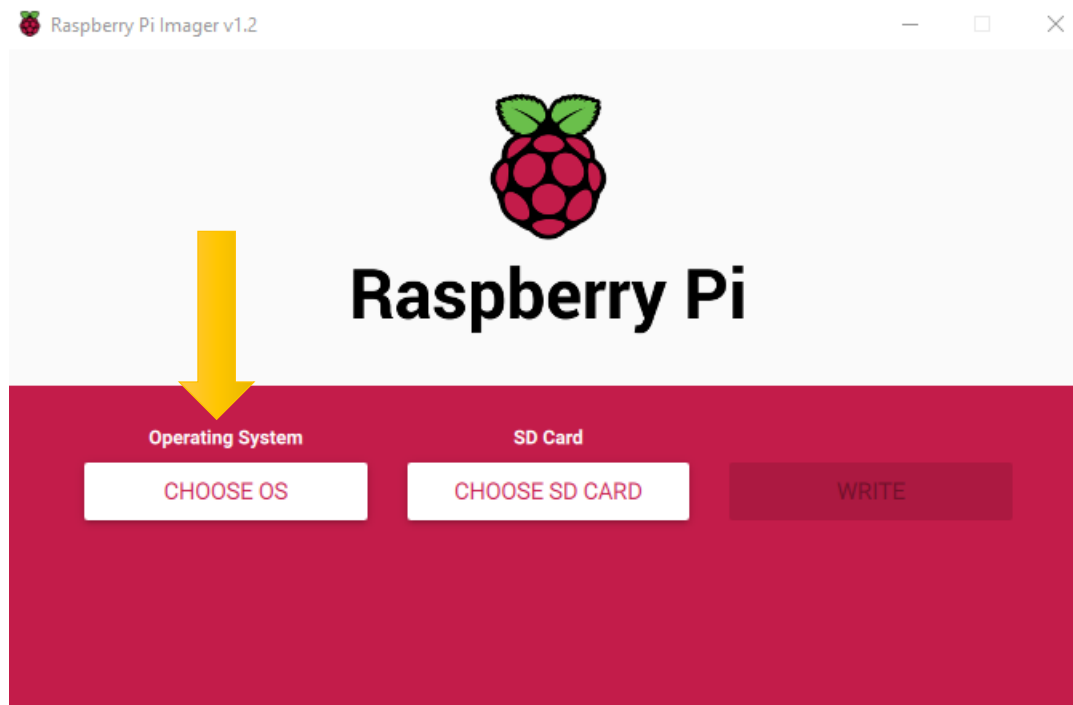 Raspberry Pi Imager v1.2
Raspberry Pi
Operating System
SD Card
CHOOSE OS
CHOOSE SD CARD
WRITE